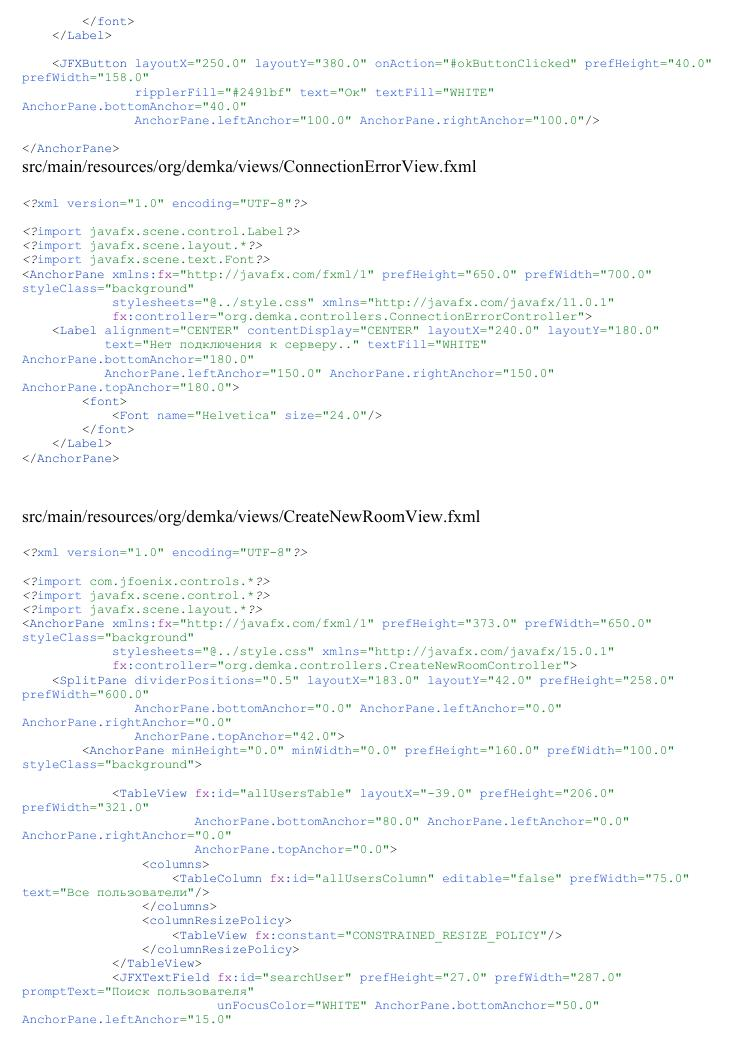 </font>
    </Label>

    <JFXButton layoutX="250.0" layoutY="380.0" onAction="#okButtonClicked" prefHeight="40.0"
prefWidth="158.0"
               ripplerFill="#2491bf" text="Ок" textFill="WHITE"
AnchorPane.bottomAnchor="40.0"
               AnchorPane.leftAnchor="100.0" AnchorPane.rightAnchor="100.0"/>

</AnchorPane>
src/main/resources/org/demka/views/ConnectionErrorView.fxml

<?xml version="1.0" encoding="UTF-8"?>

<?import javafx.scene.control.Label?>
<?import javafx.scene.layout.*?>
<?import javafx.scene.text.Font?>
<AnchorPane xmlns:fx="http://javafx.com/fxml/1" prefHeight="650.0" prefWidth="700.0"
styleClass="background"
            stylesheets="@../style.css" xmlns="http://javafx.com/javafx/11.0.1"
            fx:controller="org.demka.controllers.ConnectionErrorController">
    <Label alignment="CENTER" contentDisplay="CENTER" layoutX="240.0" layoutY="180.0"
           text="Нет подключения к серверу.." textFill="WHITE"
AnchorPane.bottomAnchor="180.0"
           AnchorPane.leftAnchor="150.0" AnchorPane.rightAnchor="150.0"
AnchorPane.topAnchor="180.0">
        <font>
            <Font name="Helvetica" size="24.0"/>
        </font>
    </Label>
</AnchorPane>

src/main/resources/org/demka/views/CreateNewRoomView.fxml

<?xml version="1.0" encoding="UTF-8"?>

<?import com.jfoenix.controls.*?>
<?import javafx.scene.control.*?>
<?import javafx.scene.layout.*?>
<AnchorPane xmlns:fx="http://javafx.com/fxml/1" prefHeight="373.0" prefWidth="650.0"
styleClass="background"
            stylesheets="@../style.css" xmlns="http://javafx.com/javafx/15.0.1"
            fx:controller="org.demka.controllers.CreateNewRoomController">
    <SplitPane dividerPositions="0.5" layoutX="183.0" layoutY="42.0" prefHeight="258.0"
prefWidth="600.0"
               AnchorPane.bottomAnchor="0.0" AnchorPane.leftAnchor="0.0"
AnchorPane.rightAnchor="0.0"
               AnchorPane.topAnchor="42.0">
        <AnchorPane minHeight="0.0" minWidth="0.0" prefHeight="160.0" prefWidth="100.0"
styleClass="background">

            <TableView fx:id="allUsersTable" layoutX="-39.0" prefHeight="206.0"
prefWidth="321.0"
                       AnchorPane.bottomAnchor="80.0" AnchorPane.leftAnchor="0.0"
AnchorPane.rightAnchor="0.0"
                       AnchorPane.topAnchor="0.0">
                <columns>
                    <TableColumn fx:id="allUsersColumn" editable="false" prefWidth="75.0"
text="Все пользователи"/>
                </columns>
                <columnResizePolicy>
                    <TableView fx:constant="CONSTRAINED_RESIZE_POLICY"/>
                </columnResizePolicy>
            </TableView>
            <JFXTextField fx:id="searchUser" prefHeight="27.0" prefWidth="287.0"
promptText="Поиск пользователя"
                          unFocusColor="WHITE" AnchorPane.bottomAnchor="50.0"
AnchorPane.leftAnchor="15.0"